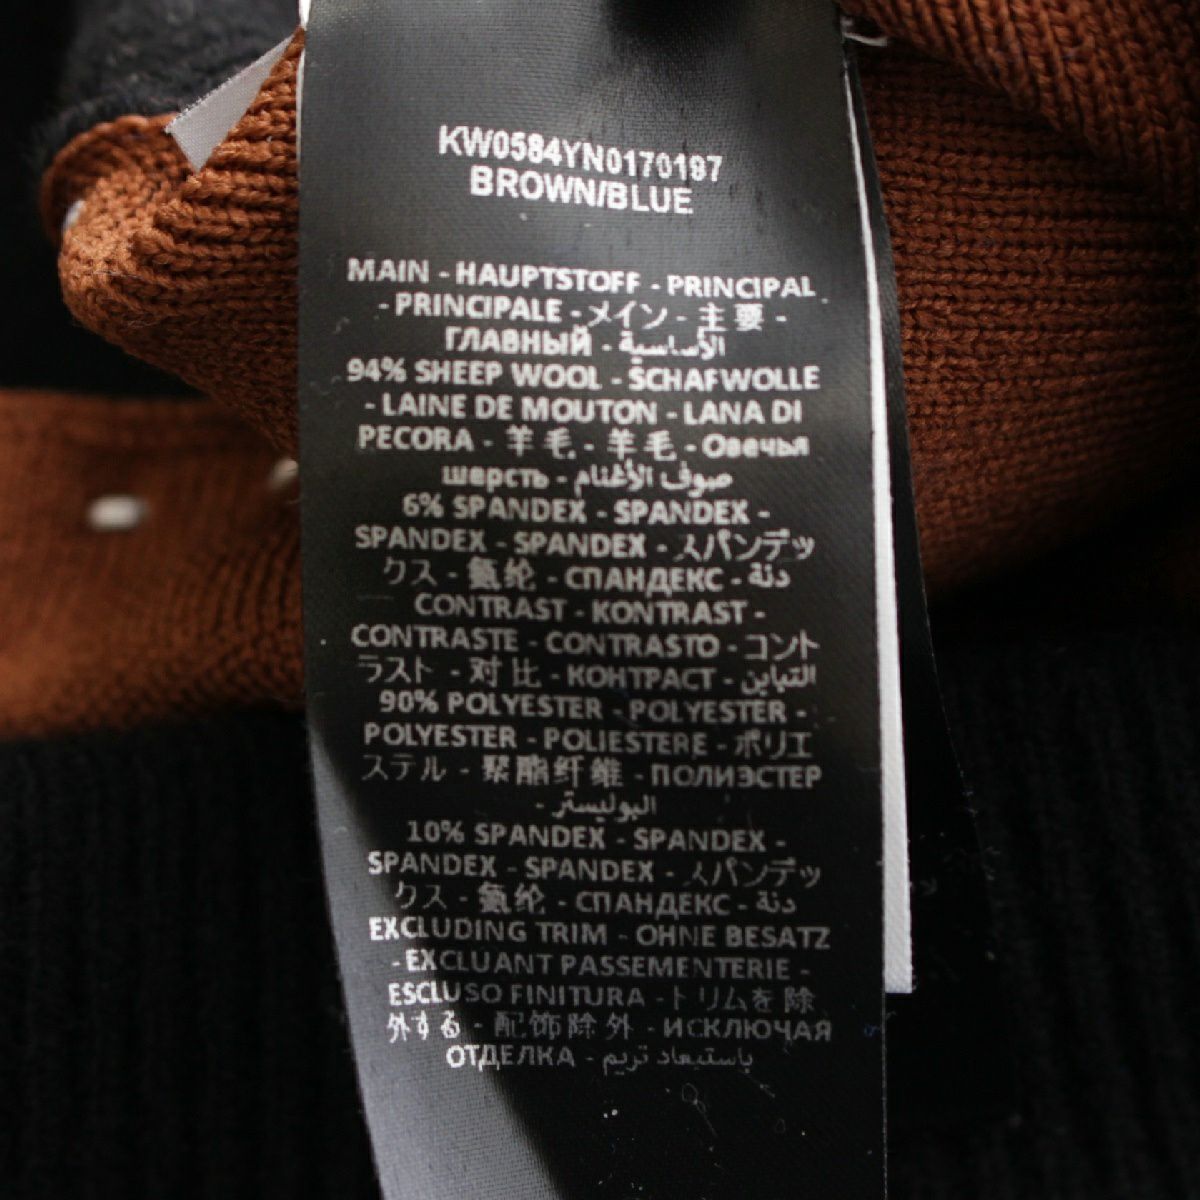 KW0584YN0170197
BROWN/BLUE
MAIN - HAUPTSTOFF - PRINCIPAL
- PRINCIPALE - メイン - 主要 -
ГЛАВНЫЙ - الأساسية
94% SHEEP WOOL - SCHAFWOLLE
- LAINE DE MOUTON - LANA DI
PECORA - 羊毛 - 羊毛 - Овечья
шерсть - صوف الأغنام
6% SPANDEX - SPANDEX -
SPANDEX - SPANDEX - スパンデッ
クス - 氨纶 - СПАНДЕКС - دنة
CONTRAST - KONTRAST -
CONTRASTE - CONTRASTO - コント
ラスト - 对比 - КОНТРАСТ - التباين
90% POLYESTER - POLYESTER -
POLYESTER - POLIESTERE - ポリエ
ステル - 聚酯纤维 - ПОЛИЭСТЕР
- البوليستر
10% SPANDEX - SPANDEX -
SPANDEX - SPANDEX - スパンデッ
クス - 氨纶 - СПАНДЕКС - دنة
EXCLUDING TRIM - OHNE BESATZ
- EXCLUANT PASSEMENTERIE -
ESCLUSO FINITURA - トリムを除
外する - 配饰除外 - ИСКЛЮЧАЯ
ОТДЕЛКА - باستبعاد تريم